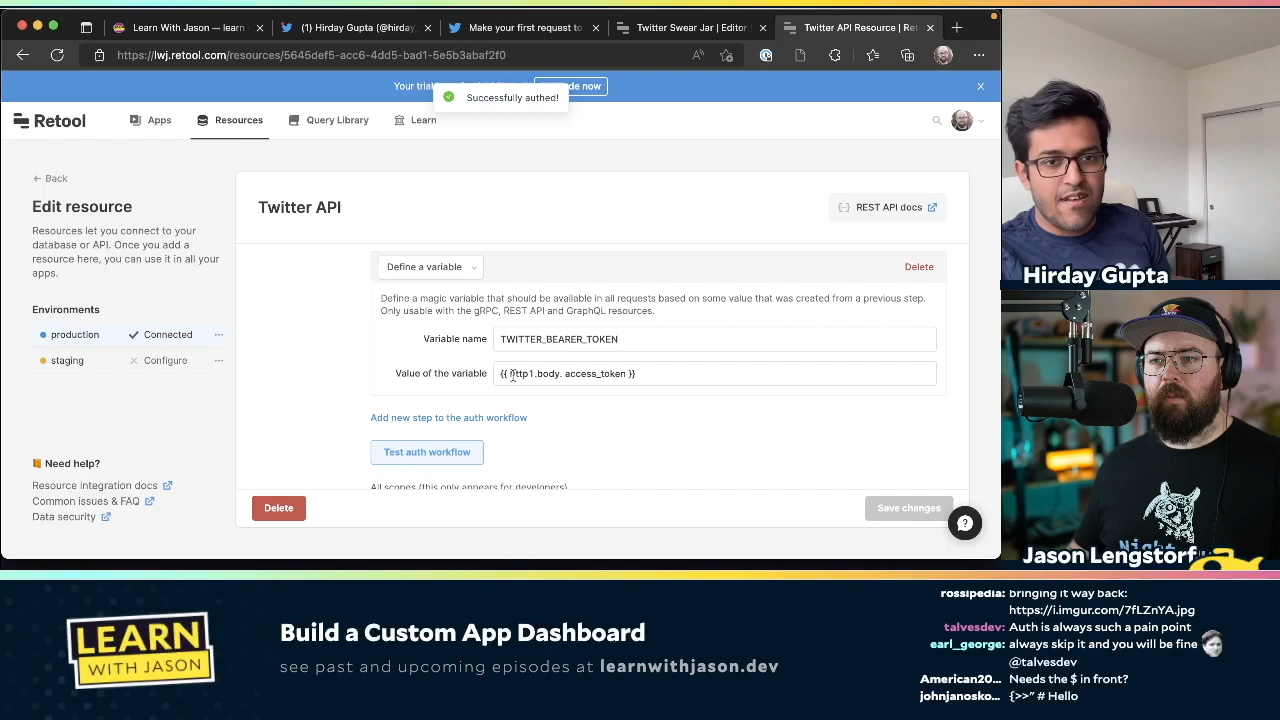 Learn With Jason — learn
(1) Hirday Gupta (@hirday
Make your first request to
Twitter Swear Jar | Editor
Twitter API Resource | Ret
https://lwj.retool.com/resources/5645def5-acc6-4dd5-bad1-5e5b3abaf2f0
Your trial
de now
Successfully authed!
Retool
Apps
Resources
Query Library
Learn
Back
Edit resource
Resources let you connect to your
database or API. Once you add a
resource here, you can use it in all your
apps.
Environments
production
Connected
staging
Configure
Need help?
Resource integration docs
Common issues & FAQ
Data security
Twitter API
REST API docs
Define a variable
Delete
Define a magic variable that should be available in all requests based on some value that was created from a previous step.
Only usable with the gRPC, REST API and GraphQL resources.
Variable name
TWITTER_BEARER_TOKEN
Value of the variable
{{ http1.body. access_token }}
Add new step to the auth workflow
Test auth workflow
All scopes (this only appears for developers)
Delete
Save changes
Hirday Gupta
Night
Jason Lengstorf
LEARN
WITH JASON
Build a Custom App Dashboard
see past and upcoming episodes at learnwithjason.dev
rossipedia: bringing it way back:
https://i.imgur.com/7fLZnYA.jpg
talvesdev: Auth is always such a pain point
earl_george: always skip it and you will be fine
@talvesdev
American20... Needs the $ in front?
johnjanosko... {>>" # Hello